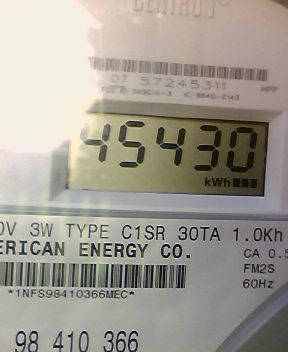 CENTRON®
07 57245311 HPP
45430
kWh
0V 3W TYPE C1SR 30TA 1.0Kh
ERICAN ENERGY CO.
CA 0.5
FM2S
*1NFS98410366MEC*
60Hz
98 410 366